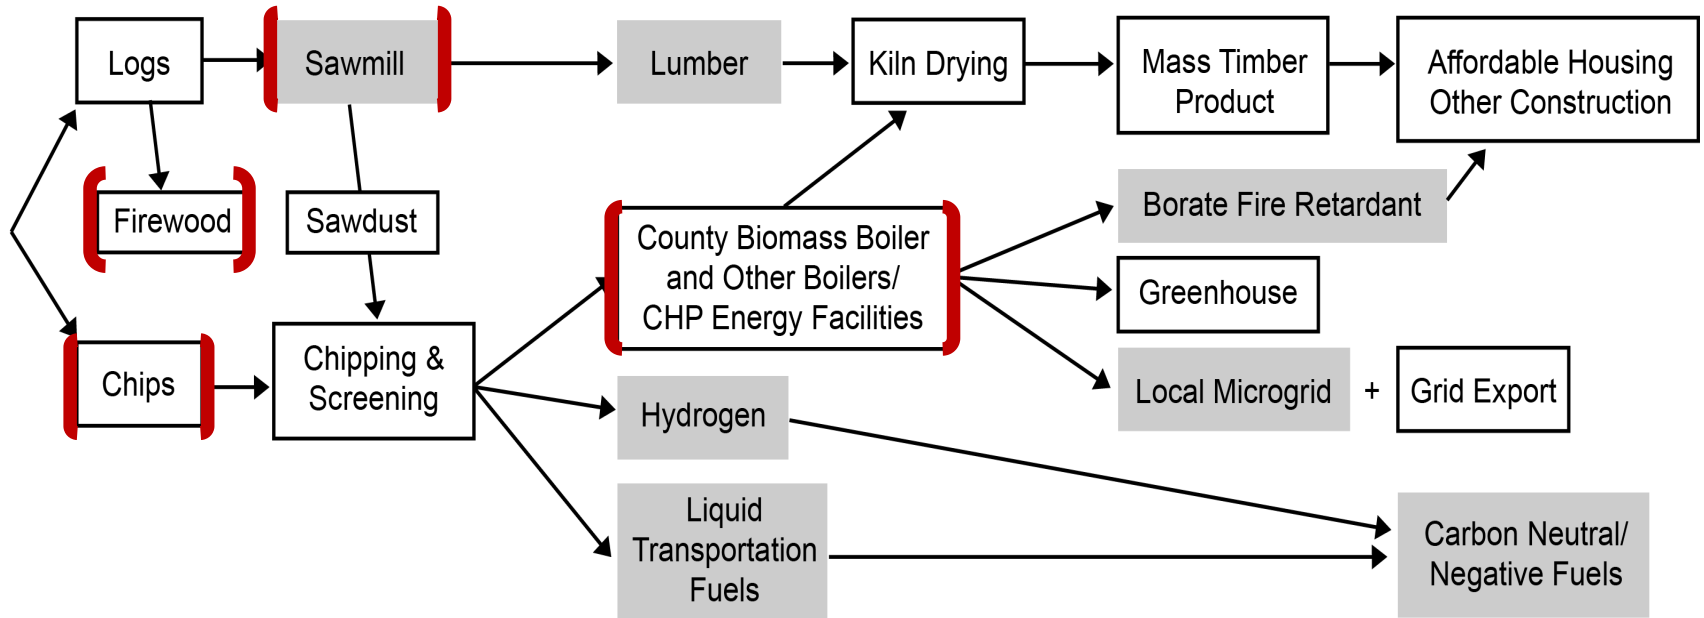 Logs
Sawmill
Lumber
Kiln Drying
Mass Timber
Product
Affordable Housing
Other Construction
Firewood
Sawdust
County Biomass Boiler
and Other Boilers/
CHP Energy Facilities
Borate Fire Retardant
Greenhouse
Chips
Chipping &
Screening
Local Microgrid
+
Grid Export
Hydrogen
Liquid
Transportation
Fuels
Carbon Neutral/
Negative Fuels